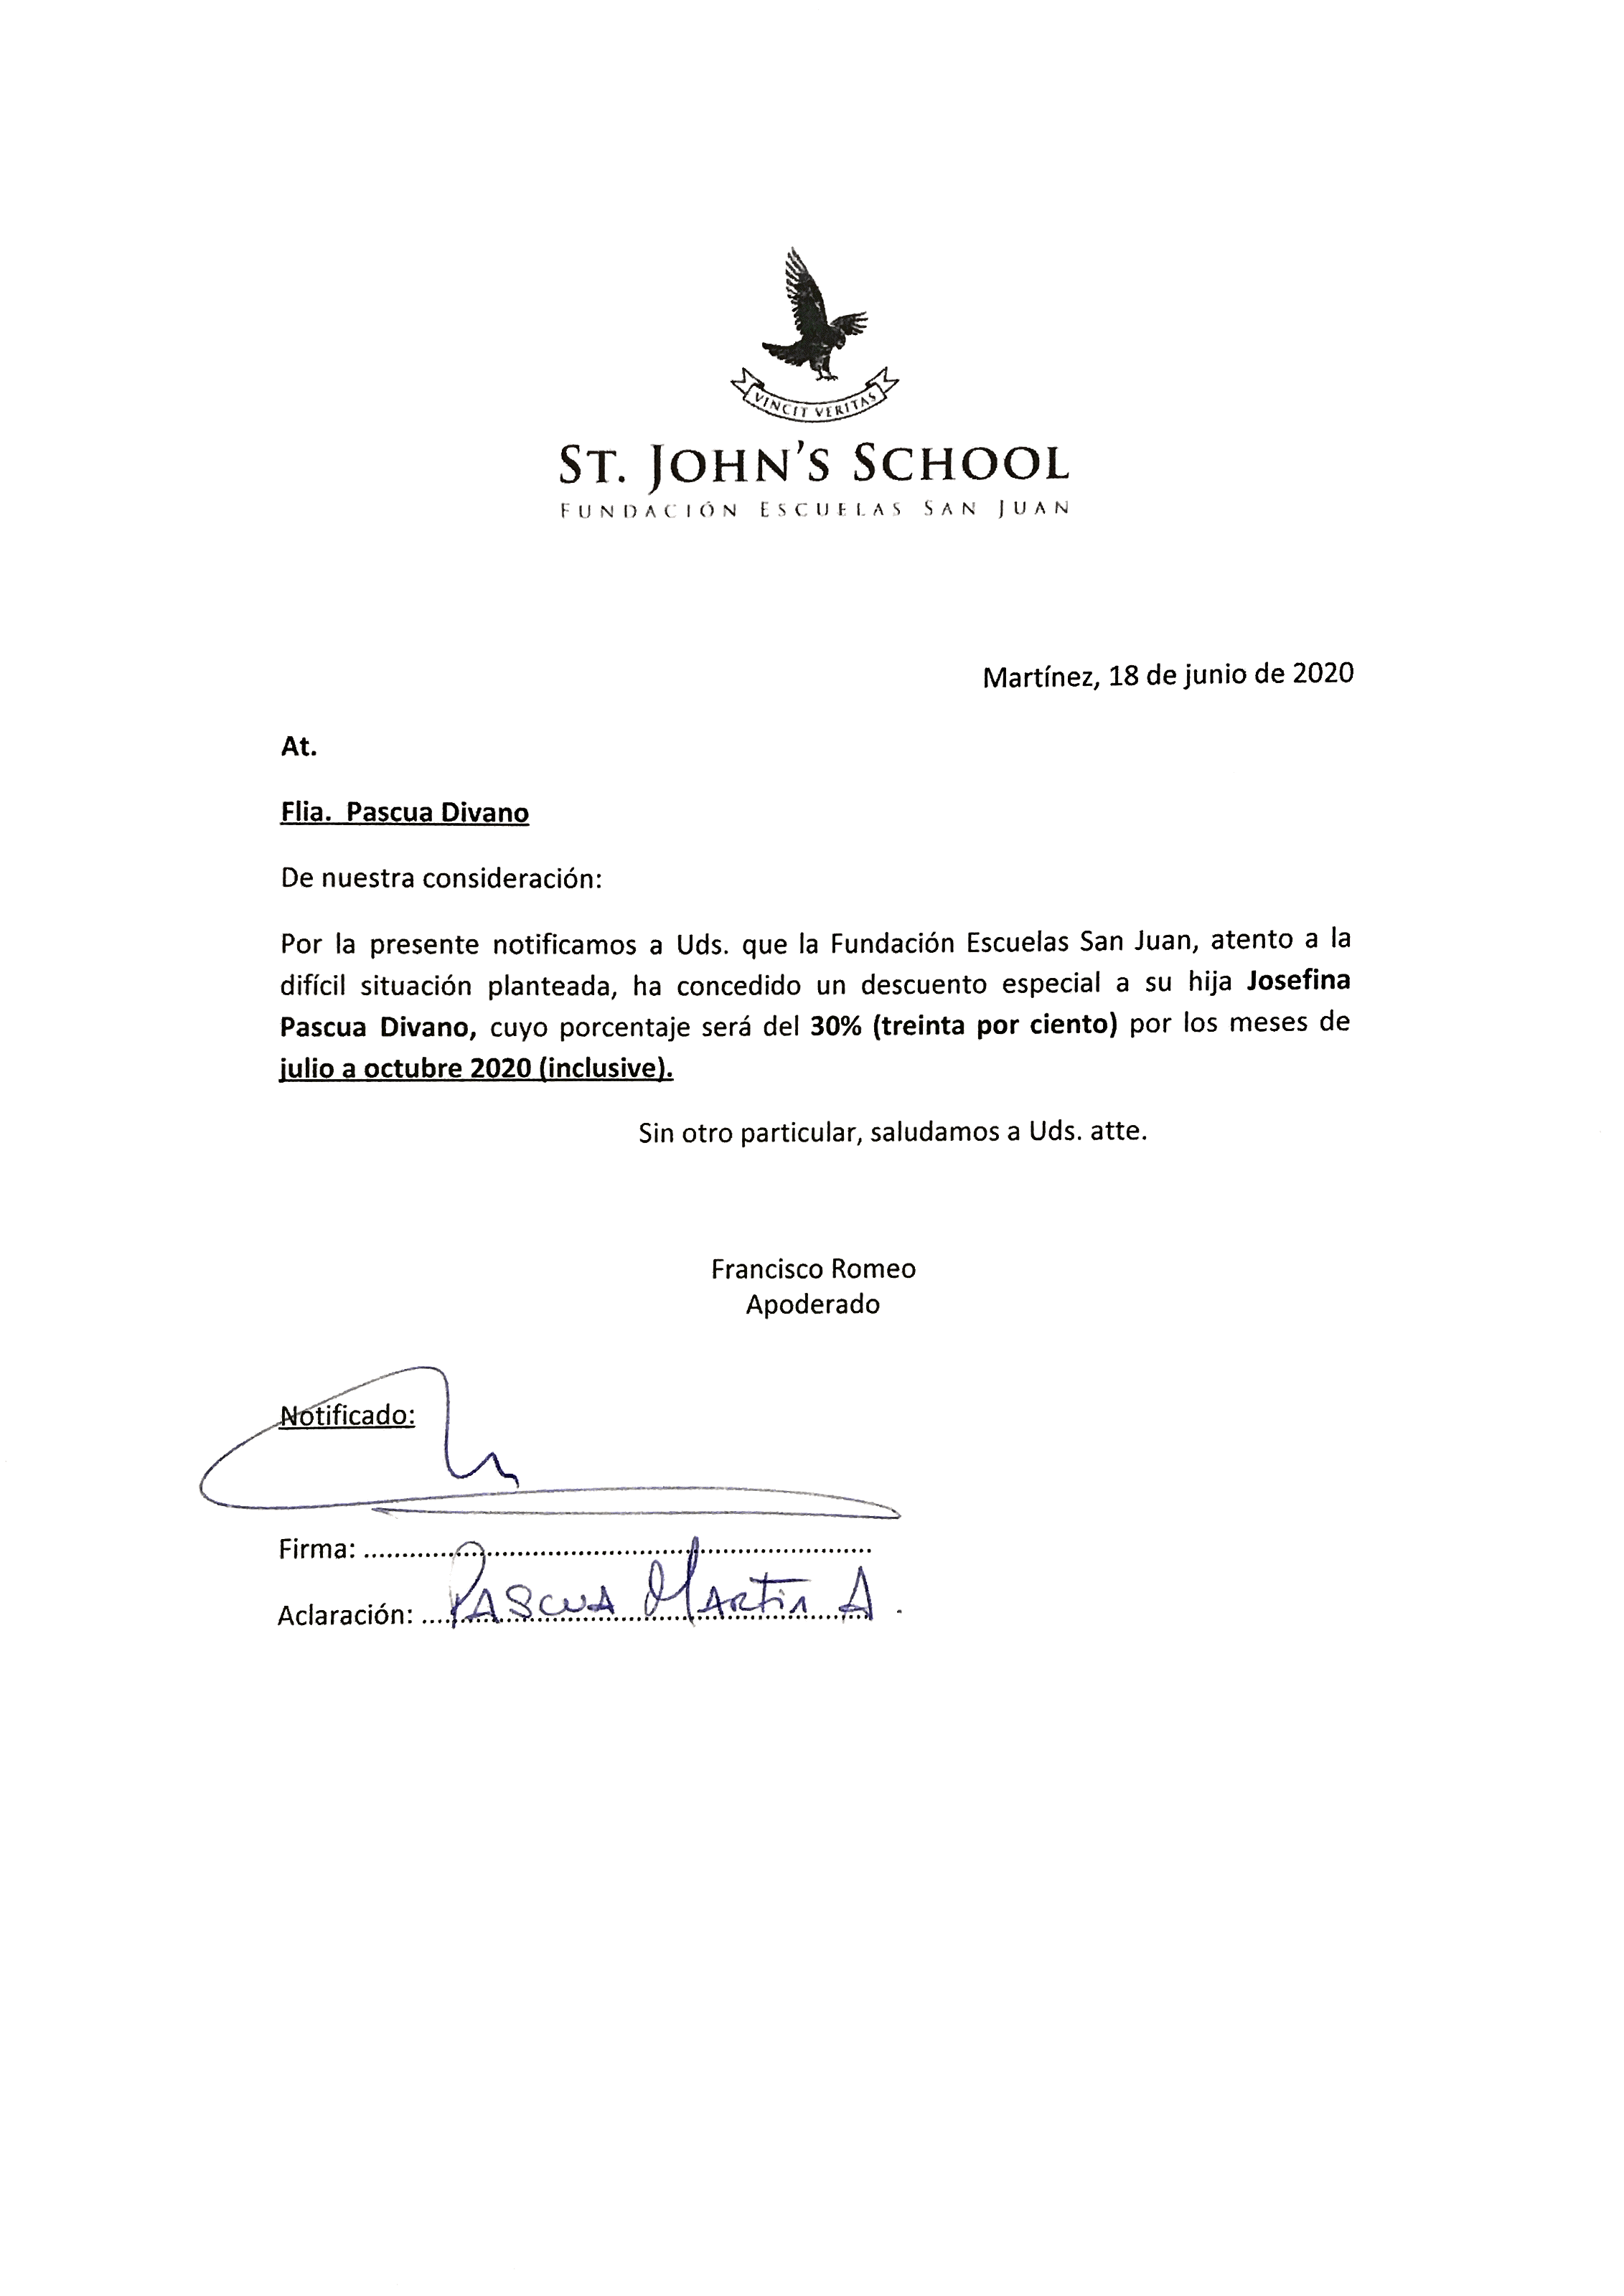 VINCIT VERITAS
ST. JOHN'S SCHOOL
FUNDACIÓN ESCUELAS SAN JUAN
Martínez, 18 de junio de 2020
At.
Flia.  Pascua Divano
De nuestra consideración:
Por la presente notificamos a Uds. que la Fundación Escuelas San Juan, atento a la
difícil situación planteada, ha concedido un descuento especial a su hija Josefina
Pascua Divano, cuyo porcentaje será del 30% (treinta por ciento) por los meses de
julio a octubre 2020 (inclusive).
Sin otro particular, saludamos a Uds. atte.
Francisco Romeo
Apoderado
Notificado:
Firma: ....................................................................
Aclaración: ....PASCUA MARTIN A.